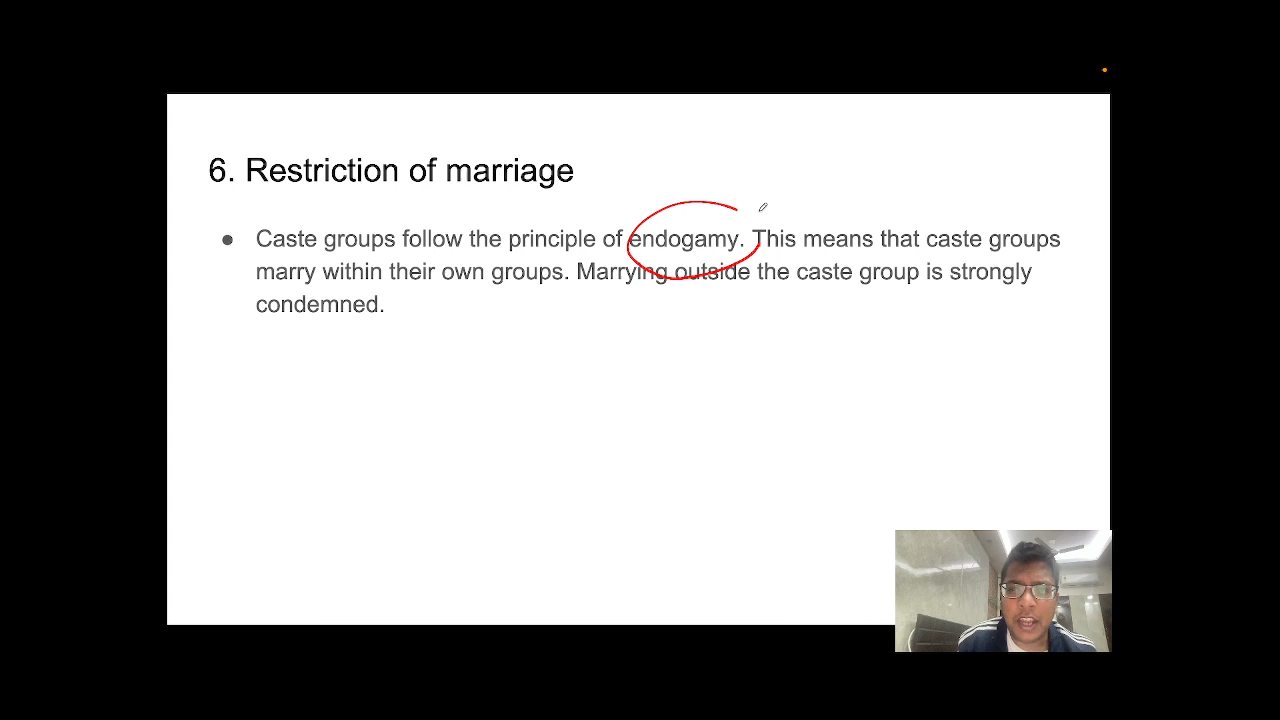 6. Restriction of marriage
● Caste groups follow the principle of endogamy. This means that caste groups
marry within their own groups. Marrying outside the caste group is strongly
condemned.